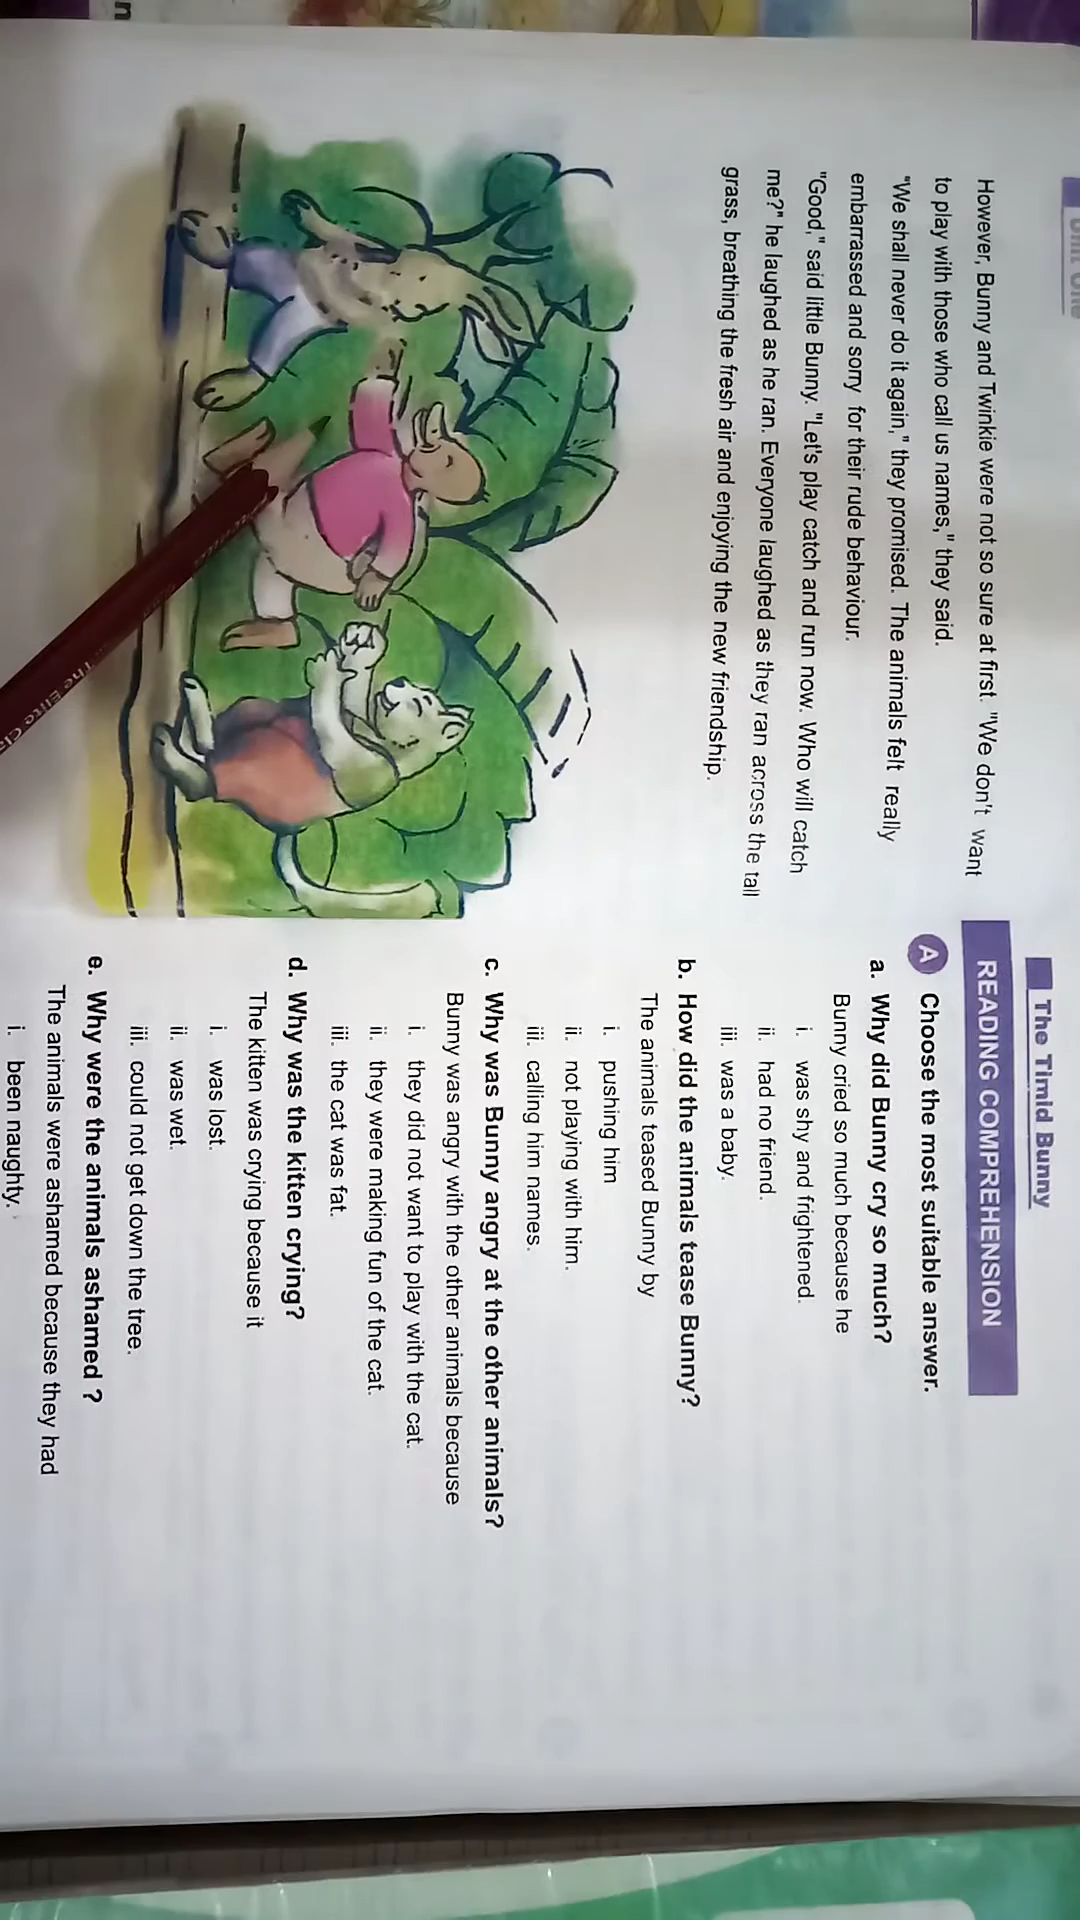 However, Bunny and Twinkie were not so sure at first. "We don't want
to play with those who call us names," they said.
"We shall never do it again," they promised. The animals felt really
embarrassed and sorry for their rude behaviour.
"Good," said little Bunny. "Let's play catch and run now. Who will catch
me?" he laughed as he ran. Everyone laughed as they ran across the tall
grass, breathing the fresh air and enjoying the new friendship.
The Timid Bunny
READING COMPREHENSION
A Choose the most suitable answer.
a. Why did Bunny cry so much?
Bunny cried so much because he
i. was shy and frightened.
ii. had no friend.
iii. was a baby.
b. How did the animals tease Bunny?
The animals teased Bunny by
i. pushing him
ii. not playing with him.
iii. calling him names.
c. Why was Bunny angry at the other animals?
Bunny was angry with the other animals because
i. they did not want to play with the cat.
ii. they were making fun of the cat.
iii. the cat was fat.
d. Why was the kitten crying?
The kitten was crying because it
i. was lost.
ii. was wet.
iii. could not get down the tree.
e. Why were the animals ashamed ?
The animals were ashamed because they had
i. been naughty.